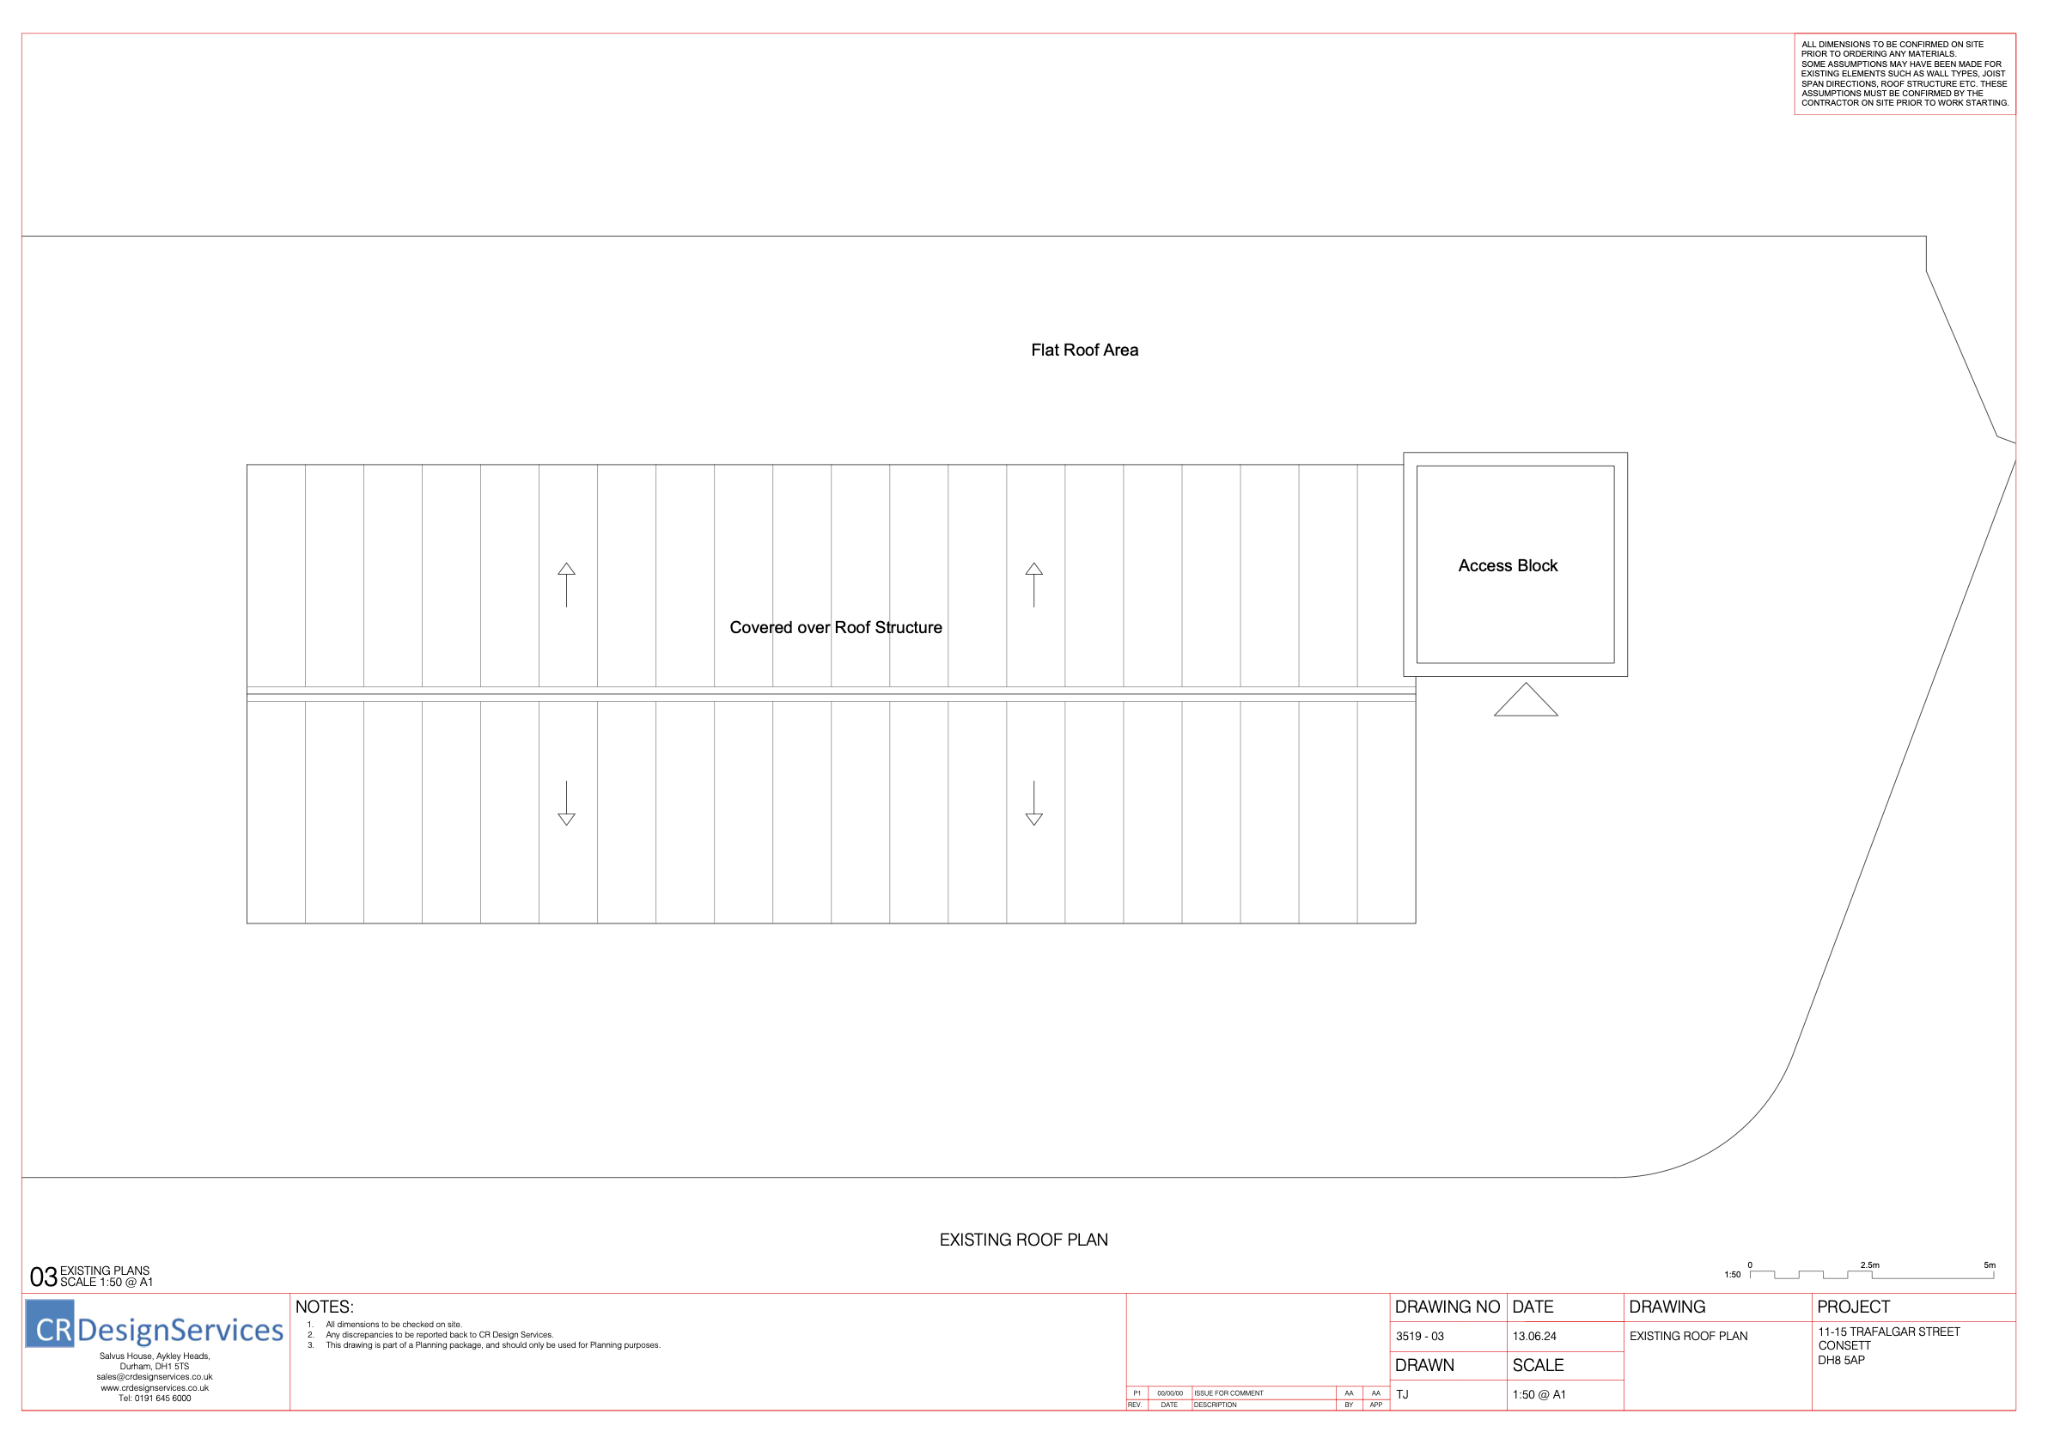 ALL DIMENSIONS TO BE CONFIRMED ON SITE
PRIOR TO ORDERING ANY MATERIALS.
SOME ASSUMPTIONS MAY HAVE BEEN MADE FOR
EXISTING ELEMENTS SUCH AS WALL TYPES, JOIST
SPAN DIRECTIONS, ROOF STRUCTURE ETC. THESE
ASSUMPTIONS MUST BE CONFIRMED BY THE
CONTRACTOR ON SITE PRIOR TO WORK STARTING.
Flat Roof Area
Access Block
Covered over Roof Structure
EXISTING ROOF PLAN
03 EXISTING PLANS
SCALE 1:50 @ A1
1:50 0 2.5m 5m
CR DesignServices
Salvus House, Aykley Heads,
Durham, DH1 5TS
sales@crdesignservices.co.uk
www.crdesignservices.co.uk
Tel: 0191 645 6000
NOTES:
1. All dimensions to be checked on site.
2. Any discrepancies to be reported back to CR Design Services.
3. This drawing is part of a Planning package, and should only be used for Planning purposes.
P1 00/00/00 ISSUE FOR COMMENT AA AA
REV. DATE DESCRIPTION BY APP
DRAWING NO DATE DRAWING PROJECT
3519 - 03 13.06.24 EXISTING ROOF PLAN 11-15 TRAFALGAR STREET
CONSETT
DH8 5AP
DRAWN SCALE
TJ 1:50 @ A1